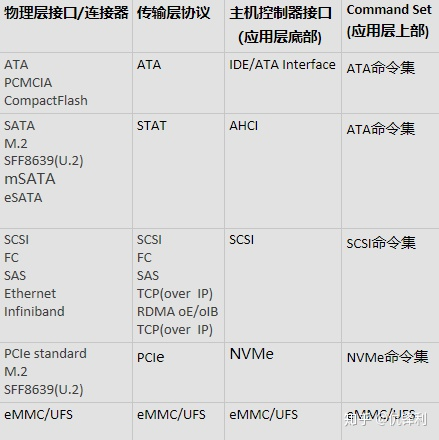 物理层接口/连接器 传输层协议 主机控制器接口 Command Set
(应用层底部) (应用层上部)
ATA ATA IDE/ATA Interface ATA命令集
PCMCIA
CompactFlash
SATA STAT AHCI ATA命令集
M.2
SFF8639(U.2)
mSATA
eSATA
SCSI SCSI SCSI SCSI命令集
FC FC
SAS SAS
Ethernet TCP(over IP)
Infiniband RDMA oE/oIB
TCP(over IP)
PCIe standard PCIe NVMe NVMe命令集
M.2
SFF8639(U.2)
eMMC/UFS eMMC/UFS eMMC/UFS eMMC/UFS
知乎